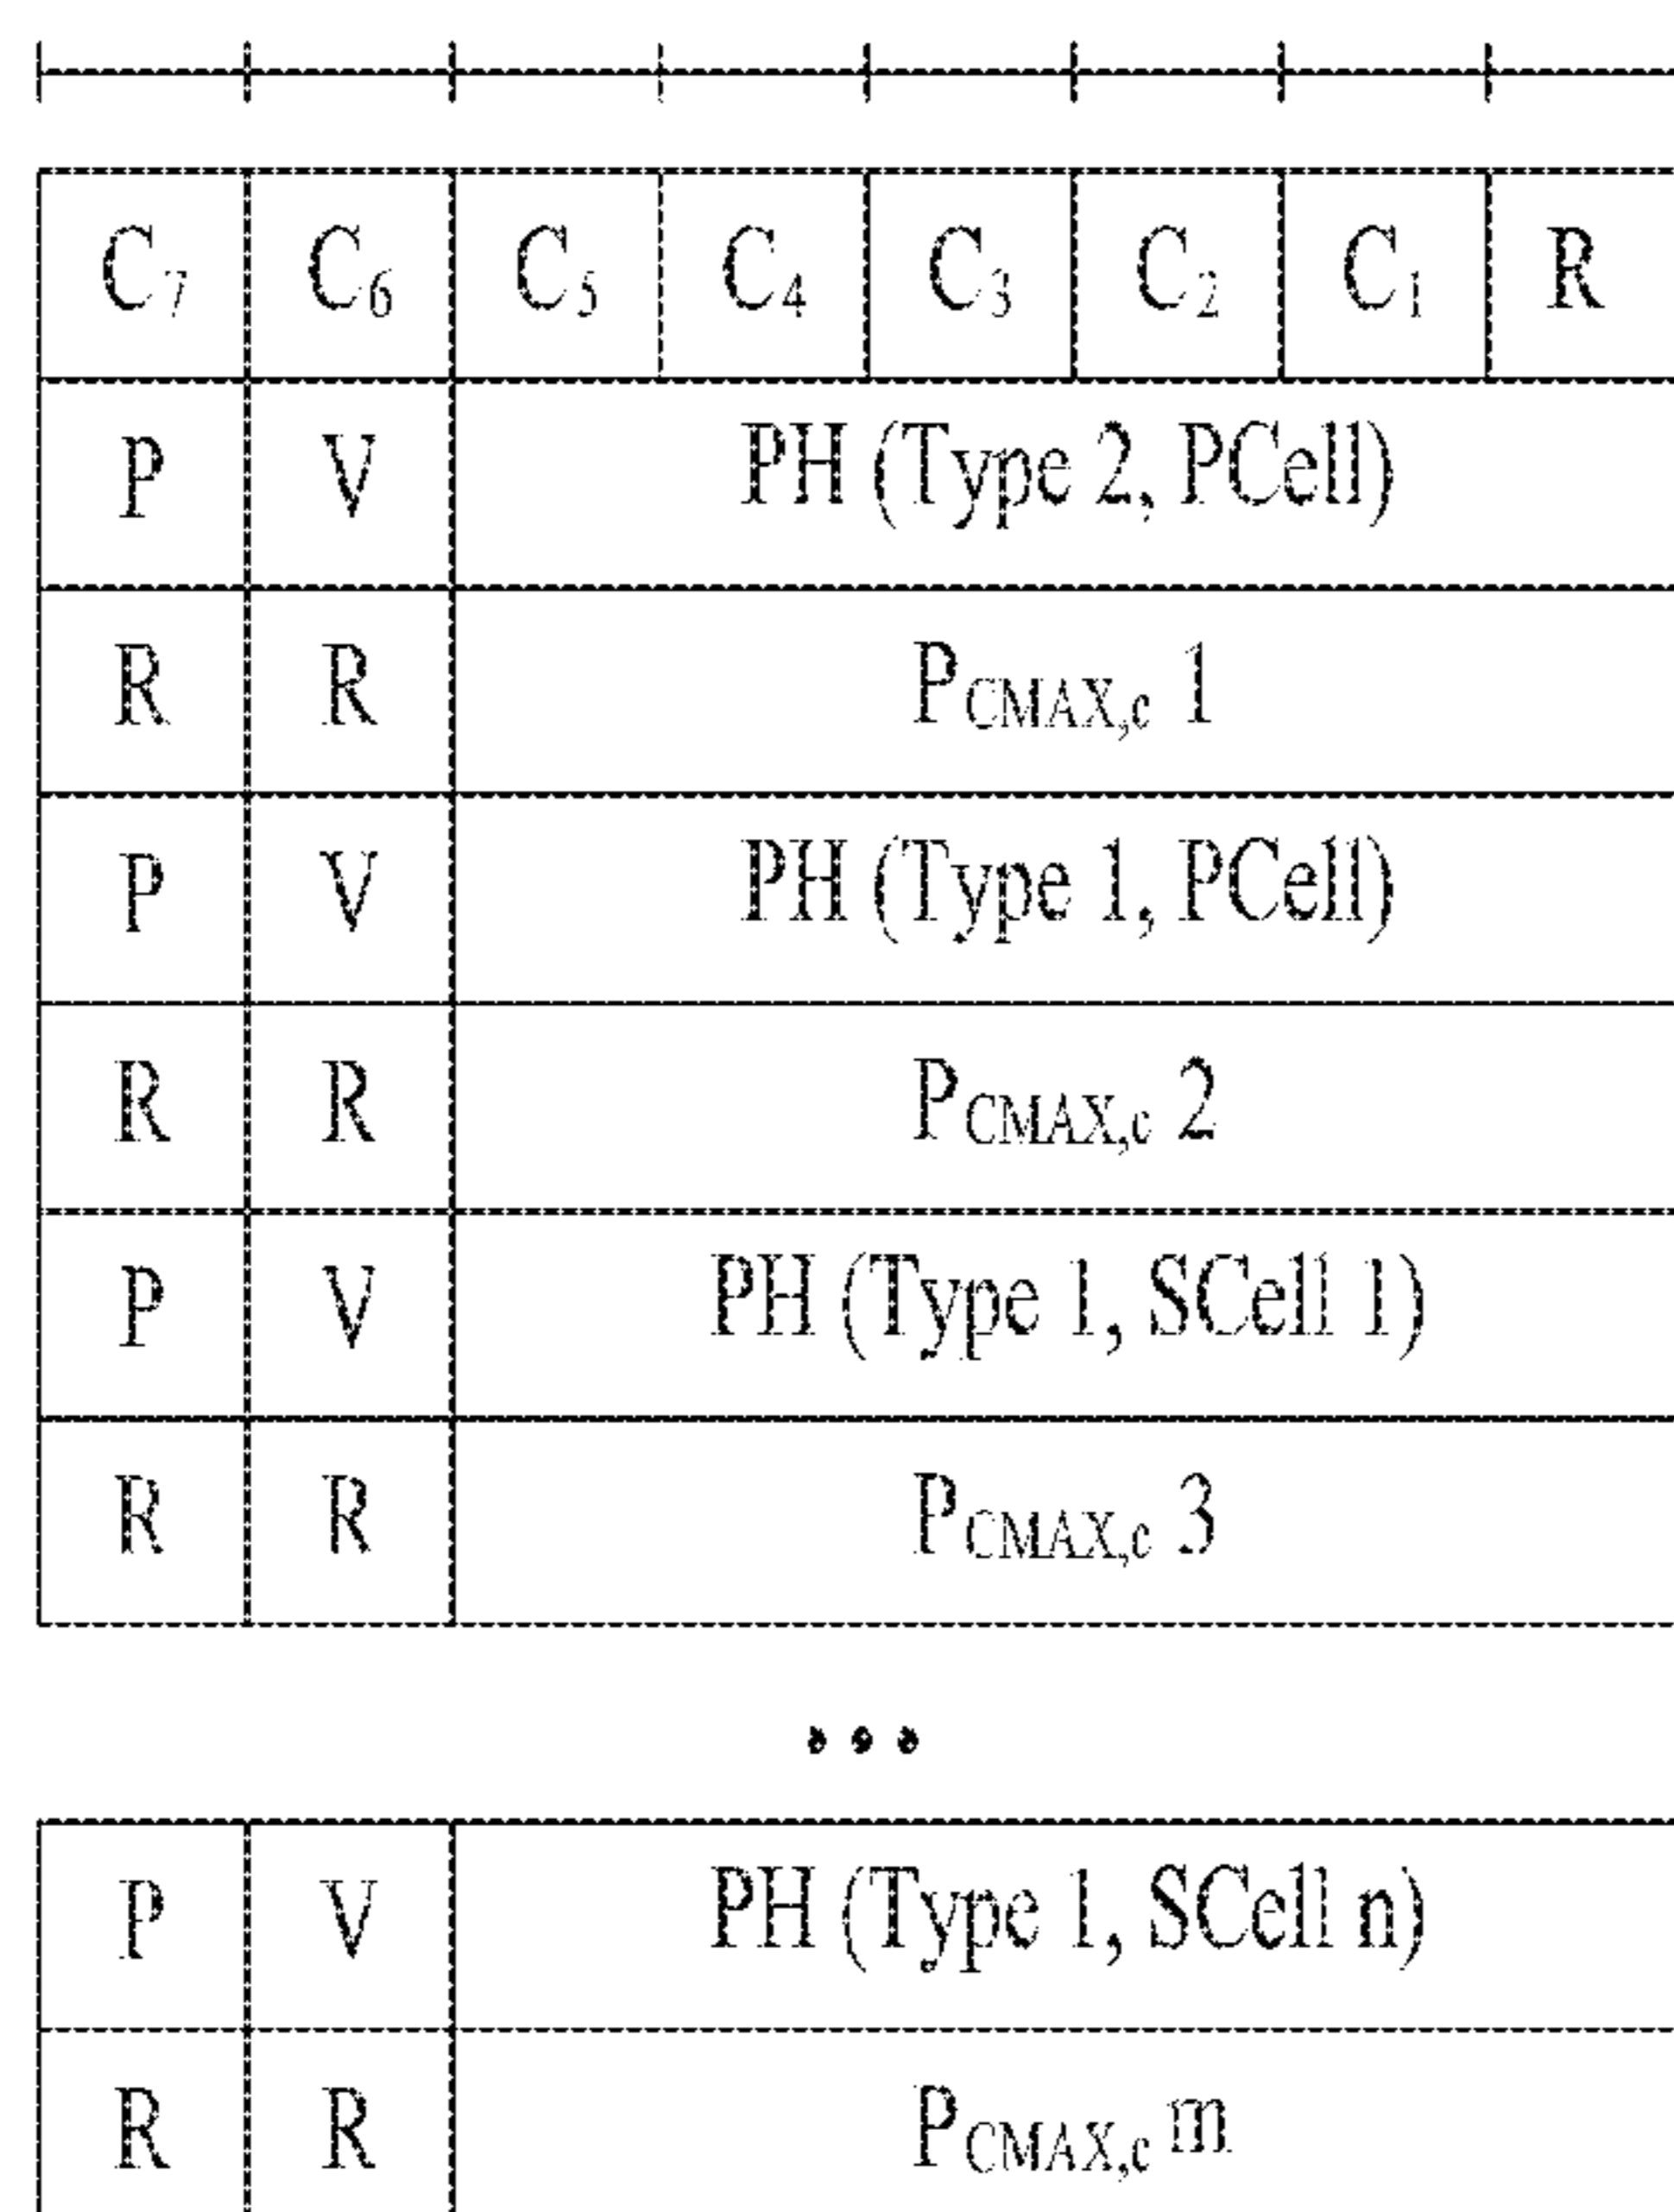 C7 C6 C5 C4 C3 C2 C1 R
P V PH (Type 2, PCell)
R R PCMAX,c 1
P V PH (Type 1, PCell)
R R PCMAX,c 2
P V PH (Type 1, SCell 1)
R R PCMAX,c 3
...
P V PH (Type 1, SCell n)
R R PCMAX,c m